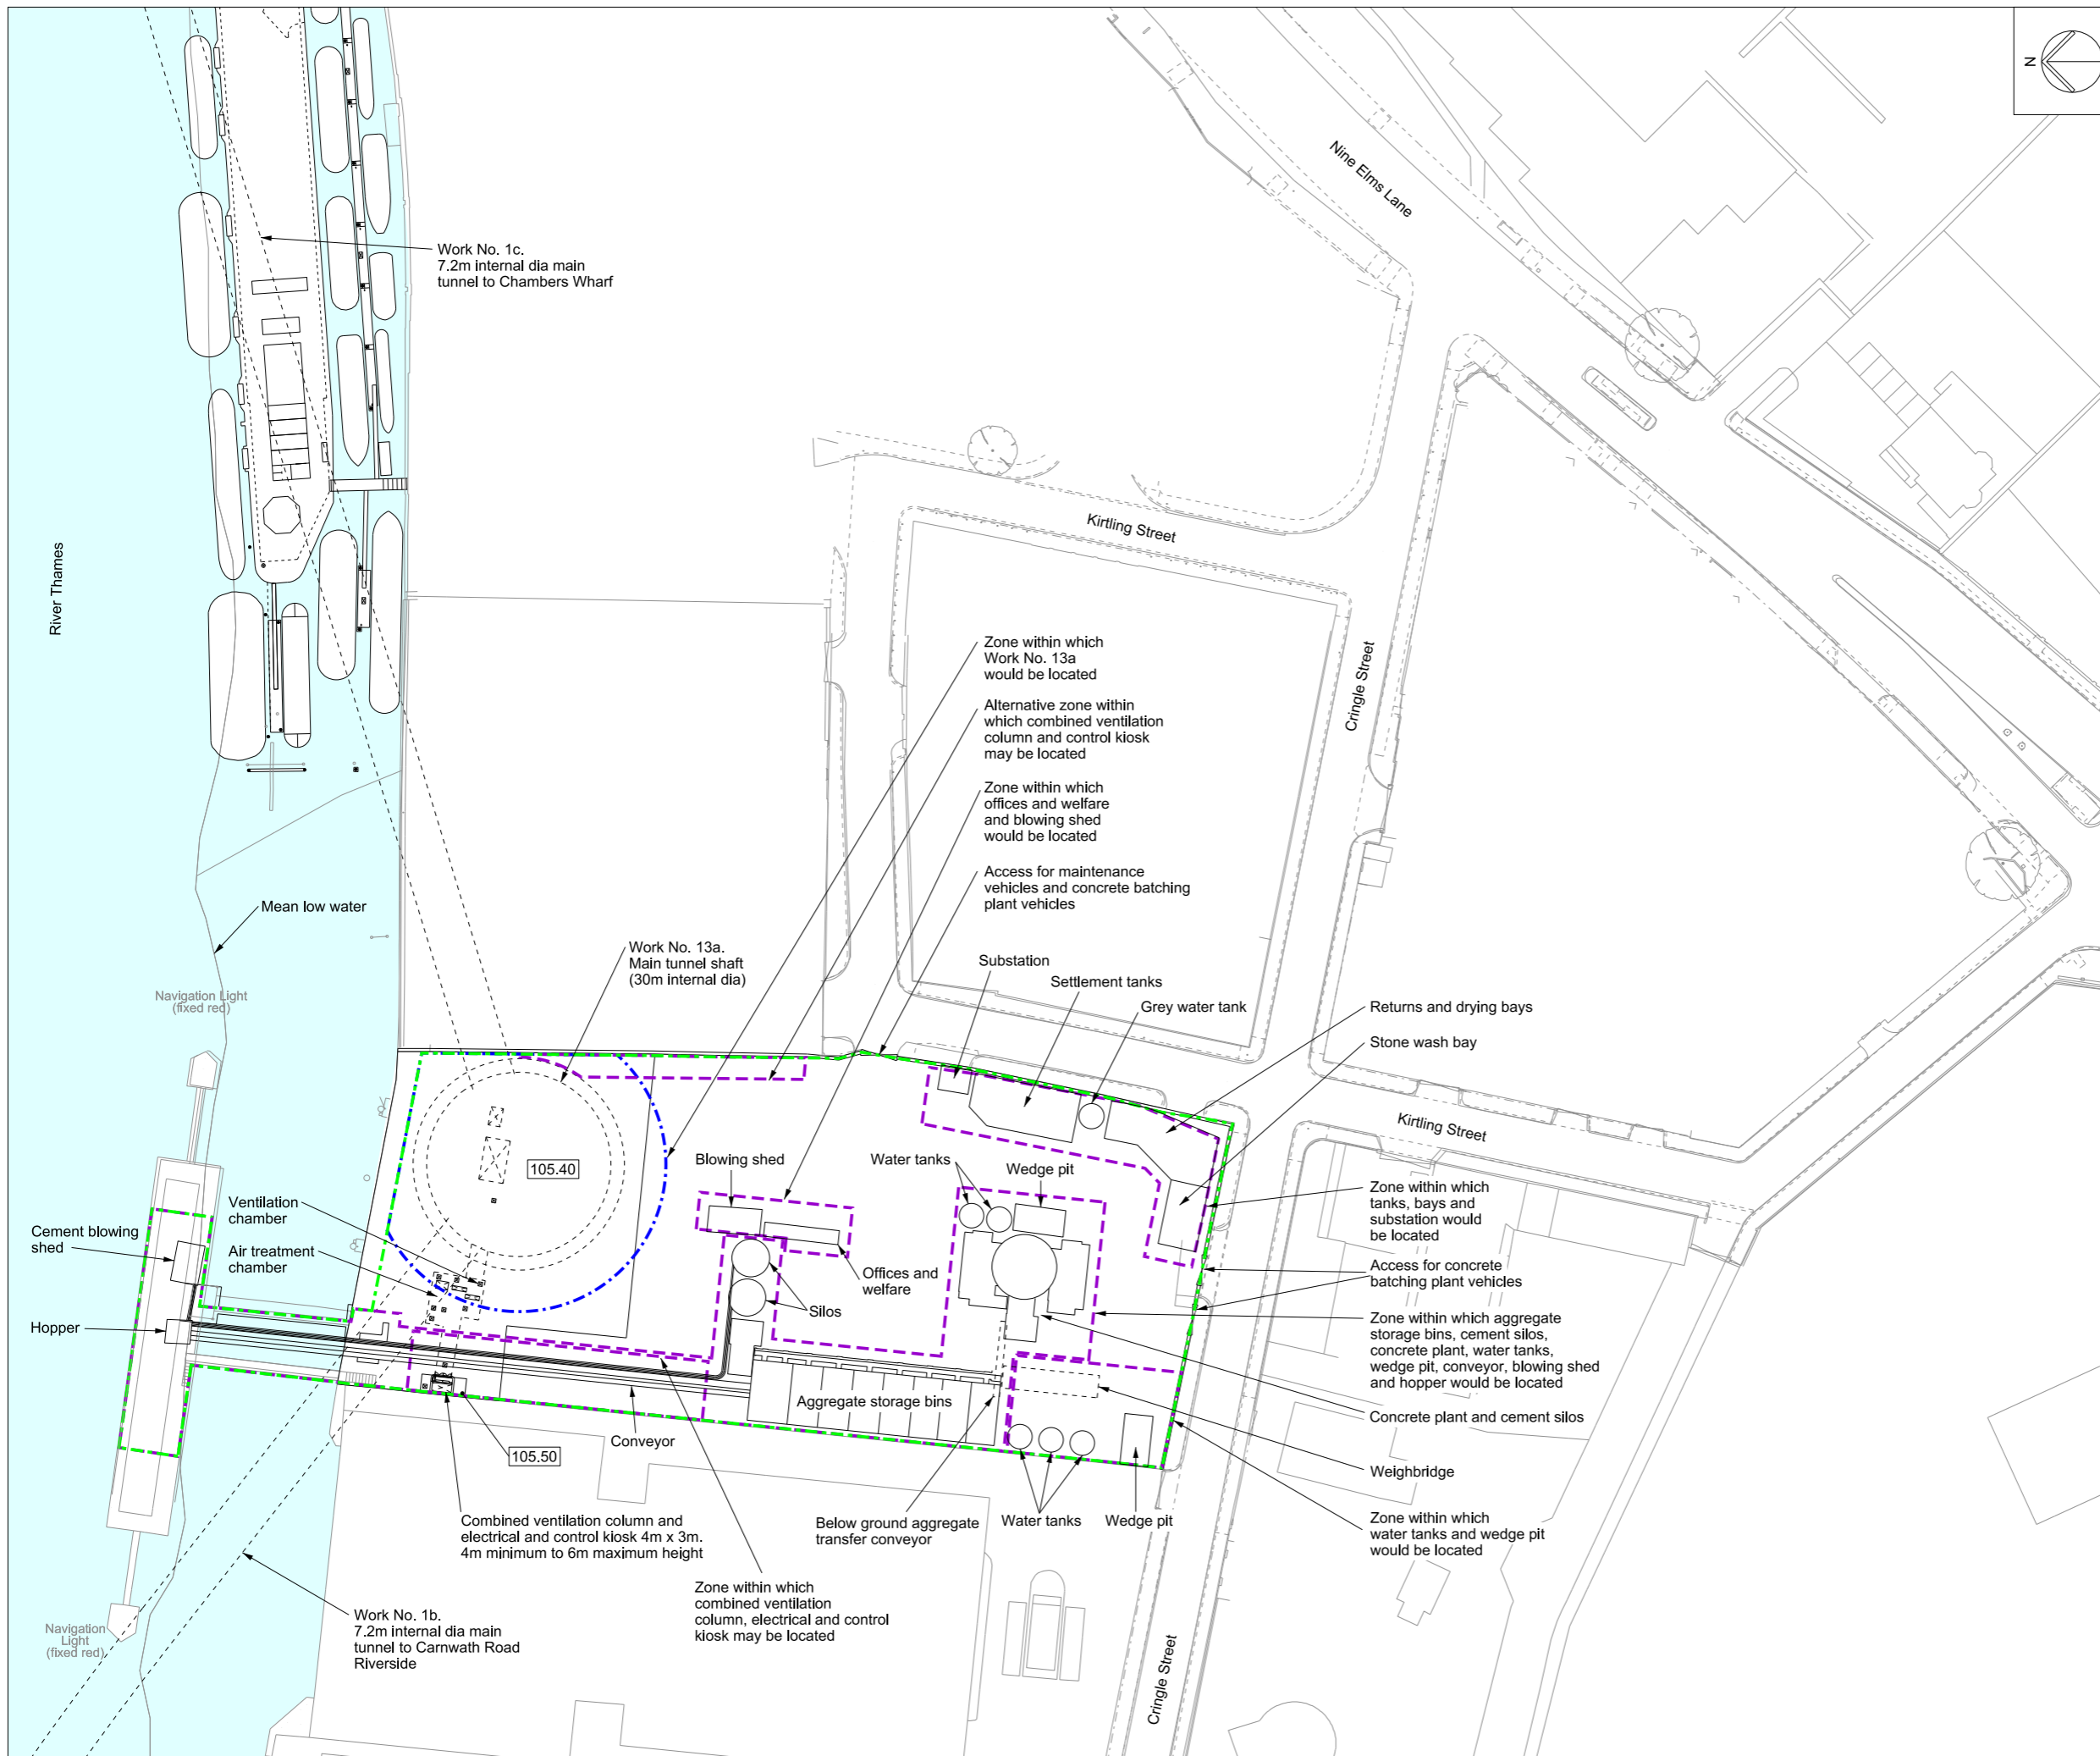 N
Nine Elms Lane
Work No. 1c.
7.2m internal dia main
tunnel to Chambers Wharf
Kirtling Street
River Thames
Cringle Street
Zone within which
Work No. 13a
would be located
Alternative zone within
which combined ventilation
column and control kiosk
may be located
Zone within which
offices and welfare
and blowing shed
would be located
Access for maintenance
vehicles and concrete batching
plant vehicles
Mean low water
Work No. 13a.
Main tunnel shaft
(30m internal dia)
Substation
Settlement tanks
Grey water tank
Returns and drying bays
Stone wash bay
Navigation Light
(fixed red)
Kirtling Street
105.40
Blowing shed
Water tanks
Wedge pit
Zone within which
tanks, bays and
substation would
be located
Ventilation
chamber
Cement blowing
shed
Air treatment
chamber
Offices and
welfare
Access for concrete
batching plant vehicles
Silos
Hopper
Zone within which aggregate
storage bins, cement silos,
concrete plant, water tanks,
wedge pit, conveyor, blowing shed
and hopper would be located
Aggregate storage bins
Concrete plant and cement silos
Conveyor
105.50
Weighbridge
Combined ventilation column and
electrical and control kiosk 4m x 3m.
4m minimum to 6m maximum height
Below ground aggregate
transfer conveyor
Water tanks
Wedge pit
Zone within which
water tanks and wedge pit
would be located
Zone within which
combined ventilation
column, electrical and control
kiosk may be located
Work No. 1b.
7.2m internal dia main
tunnel to Carnwath Road
Riverside
Navigation
Light
(fixed red)
Cringle Street